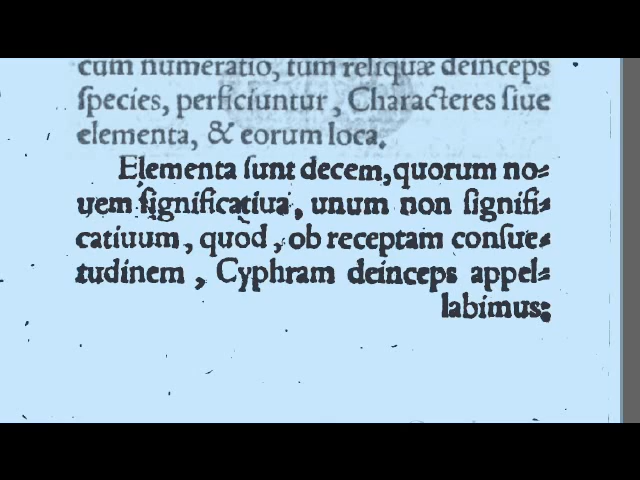 cum numeratio, tum reliquæ deinceps
ſpecies, perficiuntur, Characteres ſiue
elementa, & eorum loca.
Elementa ſunt decem, quorum no⸗
uem ſignificatiua, unum non ſignifi⸗
catiuum, quòd, ob receptam conſue⸗
tudinem, Cyphram deinceps appel⸗
labimus: